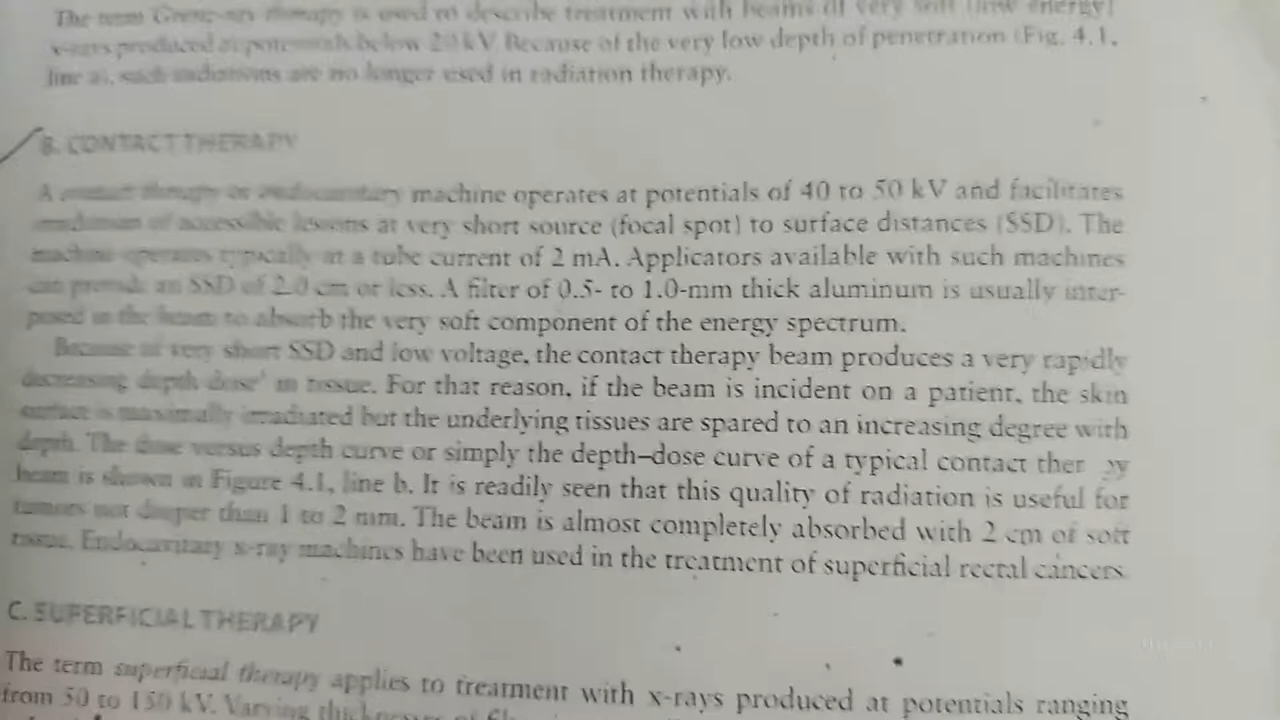 The term Grenz-ray therapy is used to describe treatment with beams of very soft (low energy)
x-rays produced at potentials below 20 kV. Because of the very low depth of penetration (Fig. 4.1,
line a), such radiations are no longer used in radiation therapy.
B. CONTACT THERAPY
A contact therapy or endocavitary machine operates at potentials of 40 to 50 kV and facilitates
irradiation of accessible lesions at very short source (focal spot) to surface distances (SSD). The
machine operates typically at a tube current of 2 mA. Applicators available with such machines
can provide an SSD of 2.0 cm or less. A filter of 0.5- to 1.0-mm thick aluminum is usually inter-
posed in the beam to absorb the very soft component of the energy spectrum.
Because of very short SSD and low voltage, the contact therapy beam produces a very rapidly
decreasing depth dose¹ in tissue. For that reason, if the beam is incident on a patient, the skin
surface is maximally irradiated but the underlying tissues are spared to an increasing degree with
depth. The dose versus depth curve or simply the depth–dose curve of a typical contact ther py
beam is shown in Figure 4.1, line b. It is readily seen that this quality of radiation is useful for
tumors not deeper than 1 to 2 mm. The beam is almost completely absorbed with 2 cm of soft
tissue. Endocavitary x-ray machines have been used in the treatment of superficial rectal cancers
C. SUPERFICIAL THERAPY
The term superficial therapy applies to treatment with x-rays produced at potentials ranging
from 50 to 150 kV. Varying thicknesses of